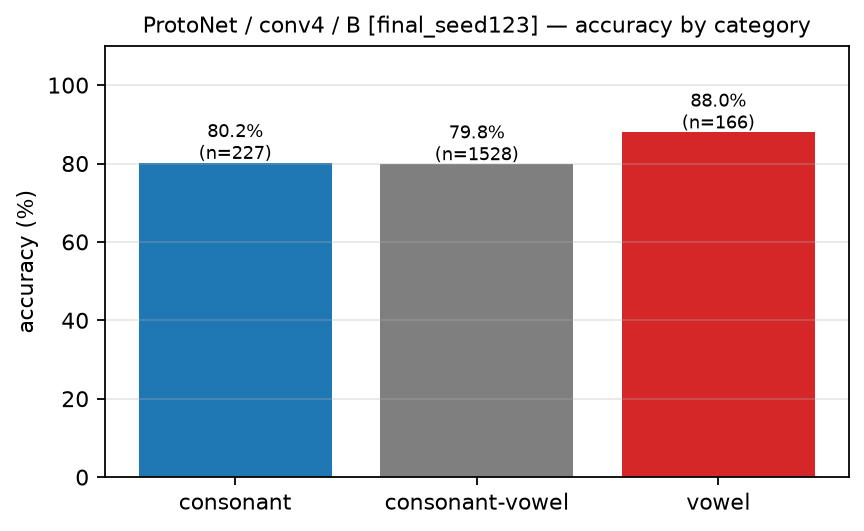 ProtoNet / conv4 / B [final_seed123] — accuracy by category
accuracy (%)
100
80
60
40
20
0
80.2%
(n=227)
79.8%
(n=1528)
88.0%
(n=166)
consonant
consonant-vowel
vowel